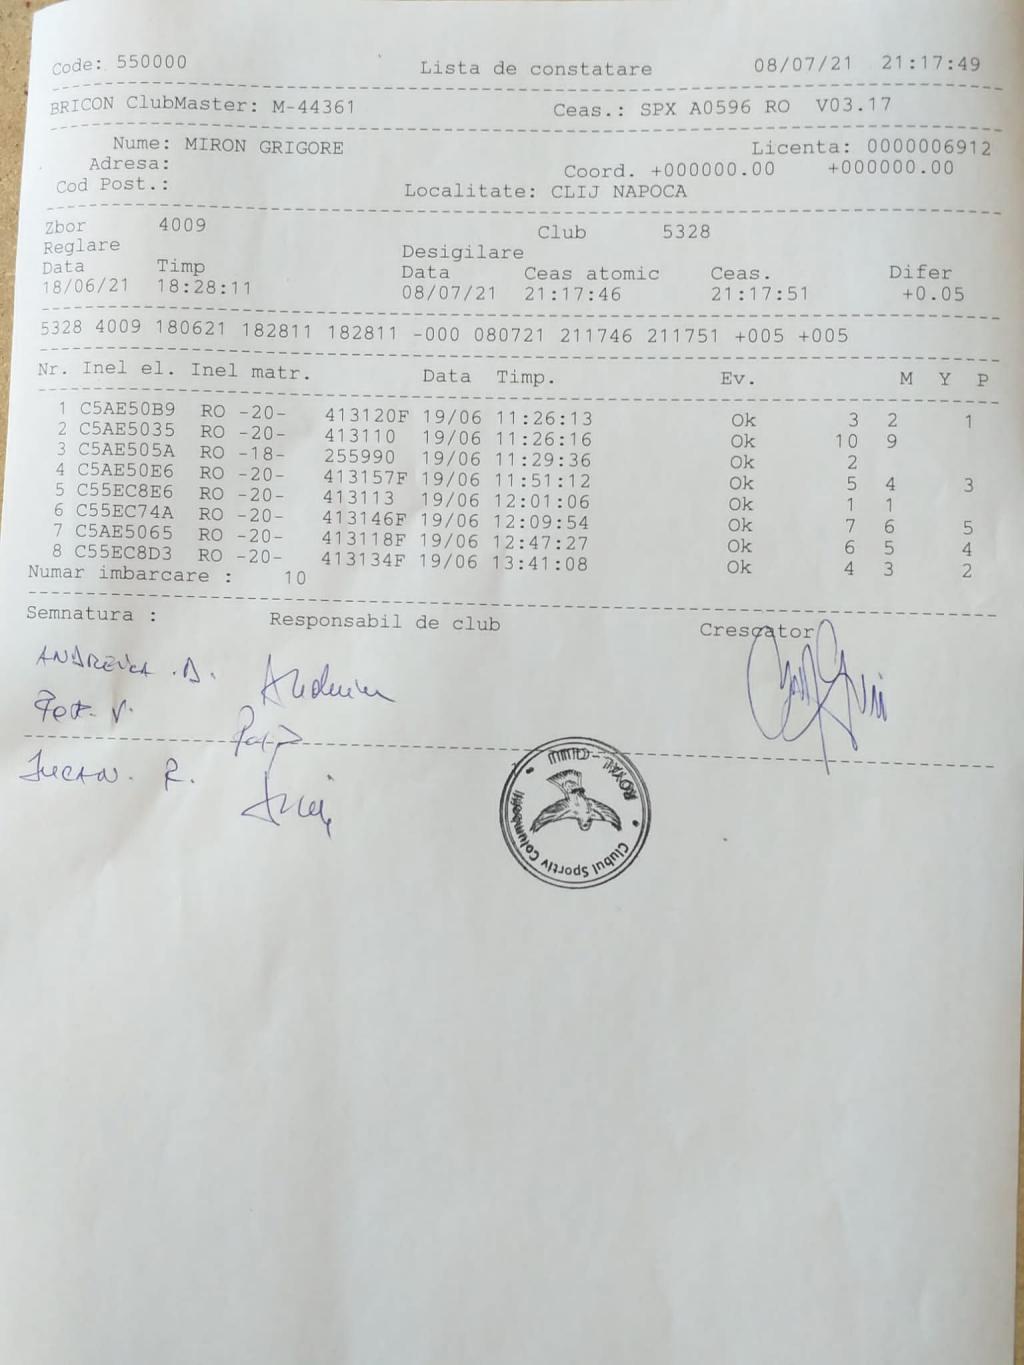 Code: 550000 Lista de constatare 08/07/21 21:17:49
BRICON ClubMaster: M-44361 Ceas.: SPX A0596 RO V03.17
Nume: MIRON GRIGORE Licenta: 0000006912
Adresa: Coord. +000000.00 +000000.00
Cod Post.: Localitate: CLIJ NAPOCA
Zbor 4009 Club 5328
Reglare Desigilare
Data Timp Data Ceas atomic Ceas. Difer
18/06/21 18:28:11 08/07/21 21:17:46 21:17:51 +0.05
5328 4009 180621 182811 182811 -000 080721 211746 211751 +005 +005
Nr. Inel el. Inel matr. Data Timp. Ev. M Y P
1 C5AE50B9 RO -20- 413120F 19/06 11:26:13 Ok 3 2 1
2 C5AE5035 RO -20- 413110 19/06 11:26:16 Ok 10 9
3 C5AE505A RO -18- 255990 19/06 11:29:36 Ok 2
4 C5AE50E6 RO -20- 413157F 19/06 11:51:12 Ok 5 4 3
5 C55EC8E6 RO -20- 413113 19/06 12:01:06 Ok 1 1
6 C55EC74A RO -20- 413146F 19/06 12:09:54 Ok 7 6 5
7 C5AE5065 RO -20- 413118F 19/06 12:47:27 Ok 6 5 4
8 C55EC8D3 RO -20- 413134F 19/06 13:41:08 Ok 4 3 2
Numar imbarcare : 10
Semnatura : Responsabil de club Crescator
V.
R.
Clubul Sportiv
ROYAL